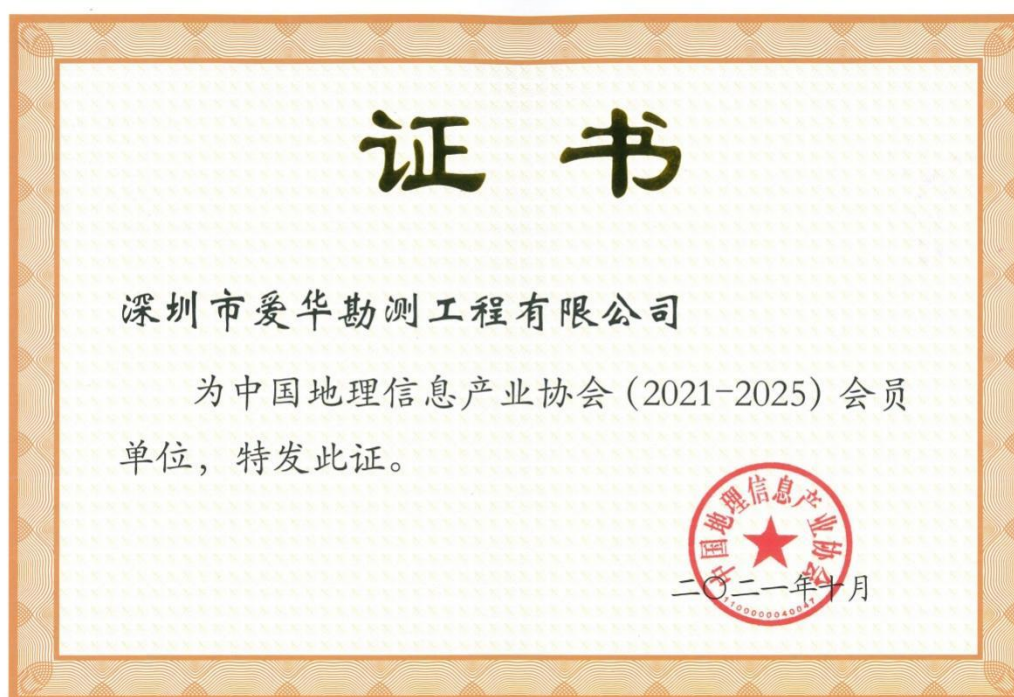 证书
深圳市爱华勘测工程有限公司
为中国地理信息产业协会(2021-2025)会员
单位，特发此证。
中国地理信息产业协会
二〇二一年十月
1100000040047